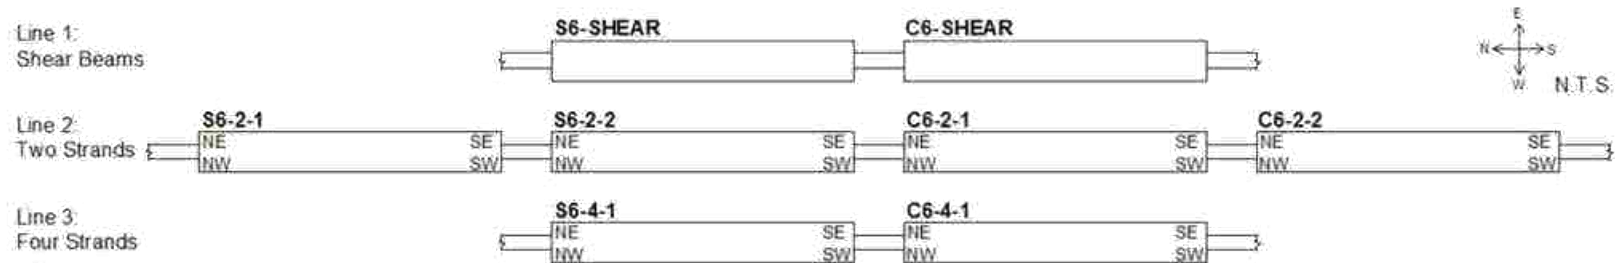 Line 1:
Shear Beams
S6-SHEAR
C6-SHEAR
E
N S
W
N.T.S.
Line 2:
Two Strands
S6-2-1
NE SE
NW SW
S6-2-2
NE SE
NW SW
C6-2-1
NE SE
NW SW
C6-2-2
NE SE
NW SW
Line 3:
Four Strands
S6-4-1
NE SE
NW SW
C6-4-1
NE SE
NW SW